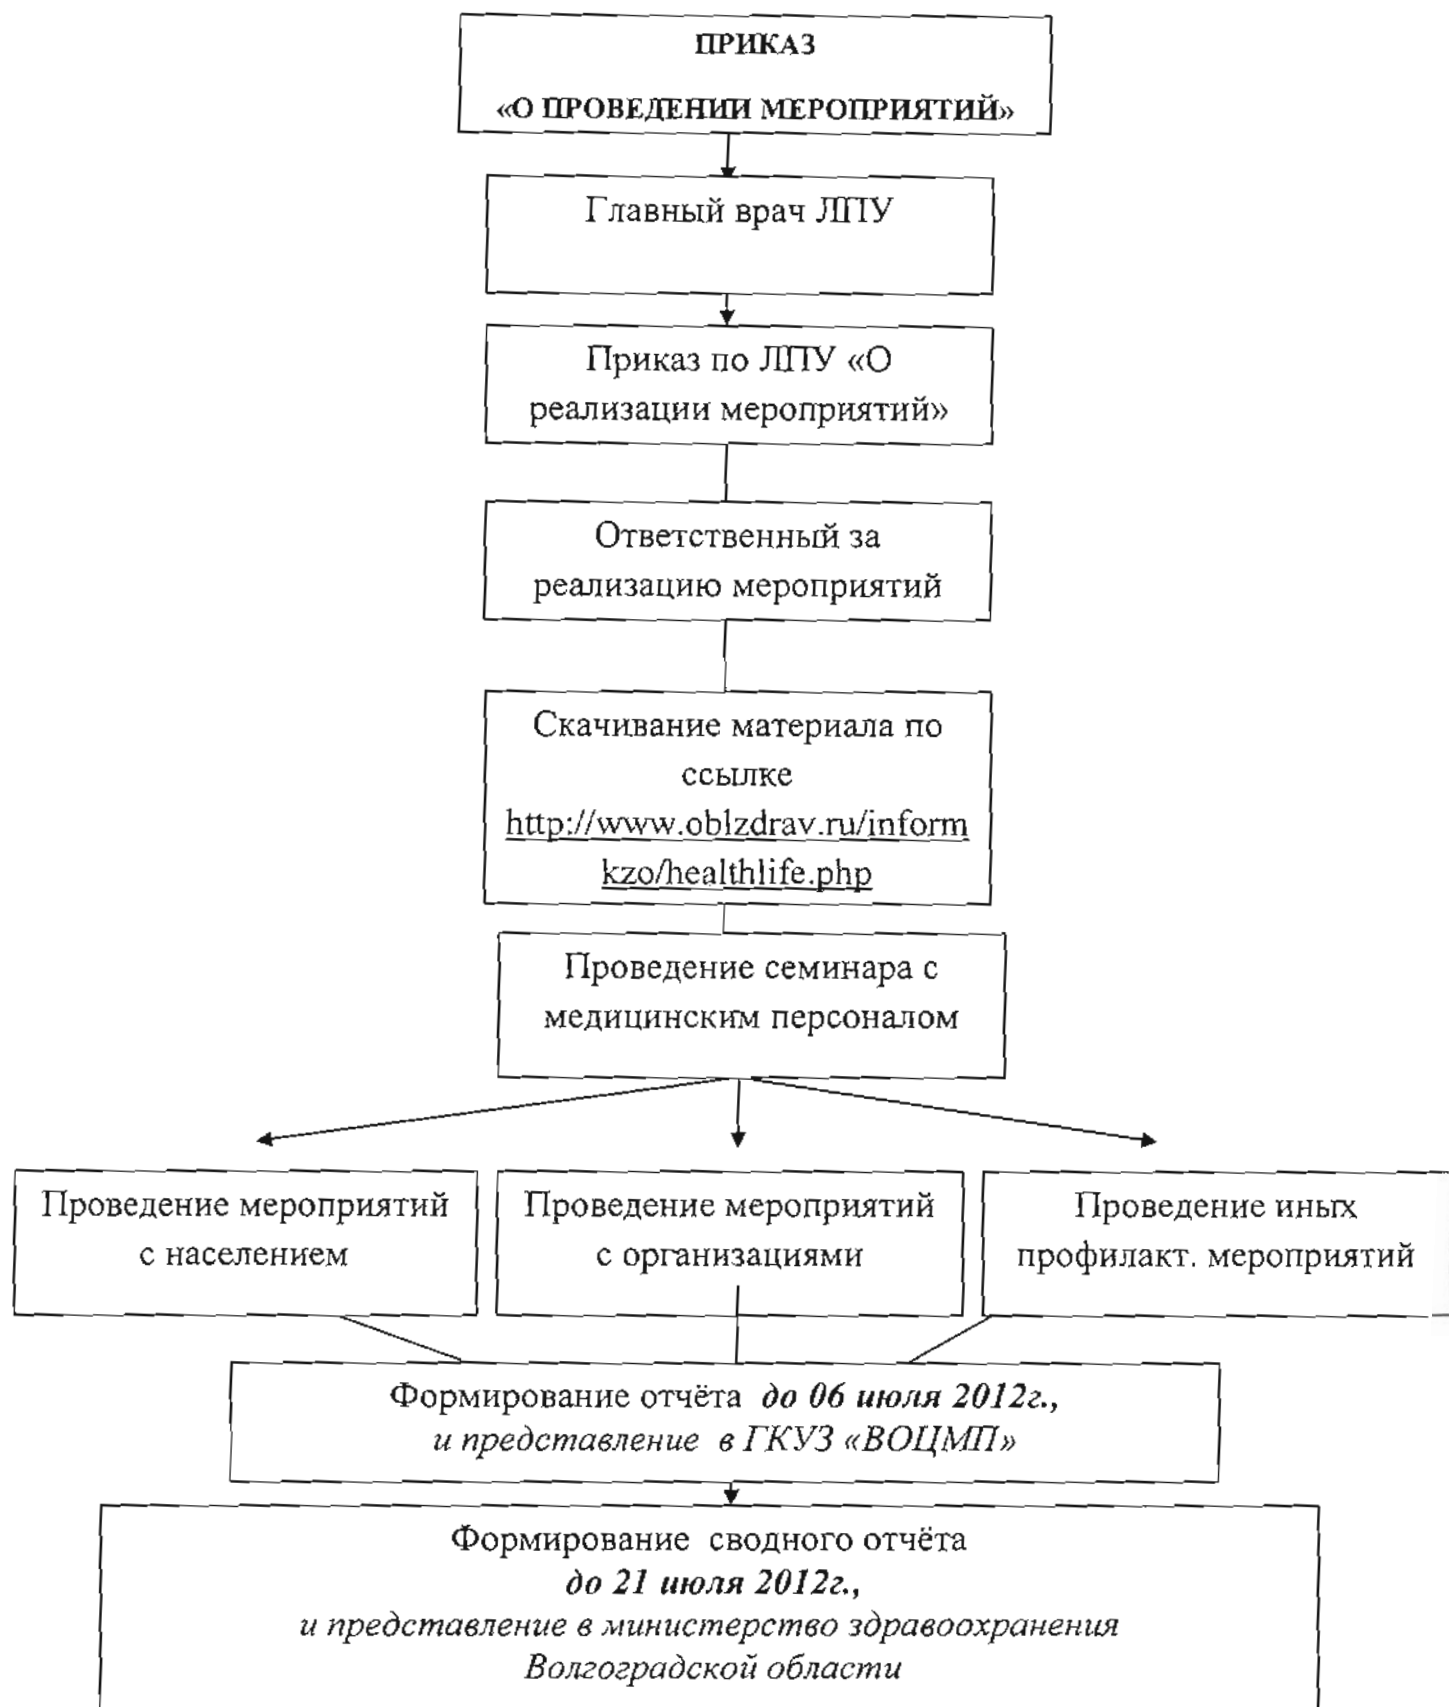 ПРИКАЗ
«О ПРОВЕДЕНИИ МЕРОПРИЯТИЙ»
Главный врач ЛПУ
Приказ по ЛПУ «О
реализации мероприятий»
Ответственный за
реализацию мероприятий
Скачивание материала по
ссылке
http://www.oblzdrav.ru/inform
kzo/healthlife.php
Проведение семинара с
медицинским персоналом
Проведение мероприятий
с населением
Проведение мероприятий
с организациями
Проведение иных
профилакт. мероприятий
Формирование отчёта до 06 июля 2012г.,
и представление в ГКУЗ «ВОЦМП»
Формирование сводного отчёта
до 21 июля 2012г.,
и представление в министерство здравоохранения
Волгоградской области